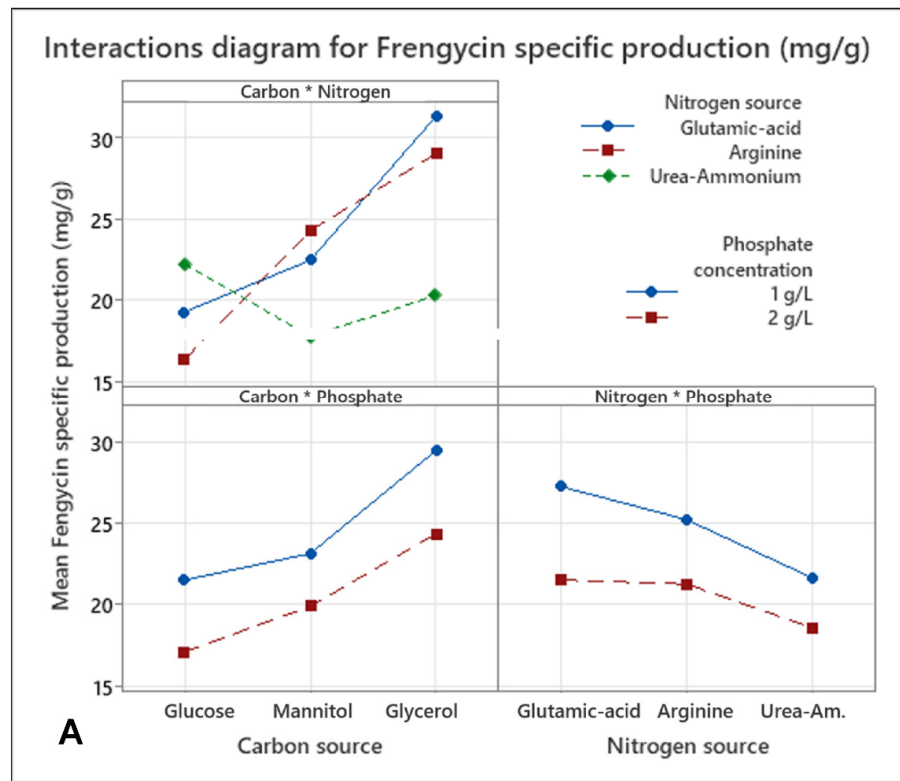 Interactions diagram for Frengycin specific production (mg/g)
Carbon * Nitrogen
Nitrogen source
Glutamic-acid
Arginine
Urea-Ammonium
Phosphate
concentration
1 g/L
2 g/L
Mean Fengycin specific production (mg/g)
30
25
20
15
Carbon * Phosphate
Nitrogen * Phosphate
30
25
20
15
Glucose Mannitol Glycerol
Glutamic-acid Arginine Urea-Am.
Carbon source
Nitrogen source
A